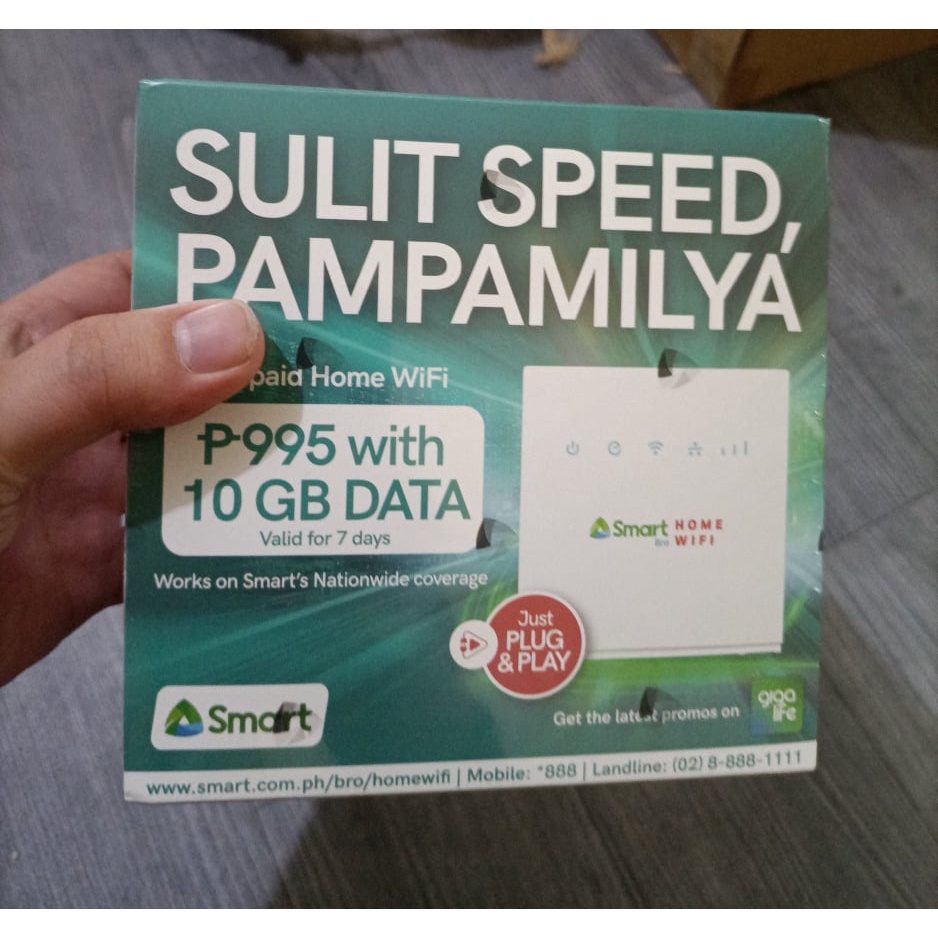 SULIT SPEED,
PAMPAMILYA
paid Home WiFi
₱995 with
10 GB DATA
Valid for 7 days
Works on Smart's Nationwide coverage
Smart HOME
Bro WIFI
Just
PLUG
& PLAY
Smart
Get the latest promos on
giga
life
www.smart.com.ph/bro/homewifi | Mobile: *888 | Landline: (02) 8-888-1111